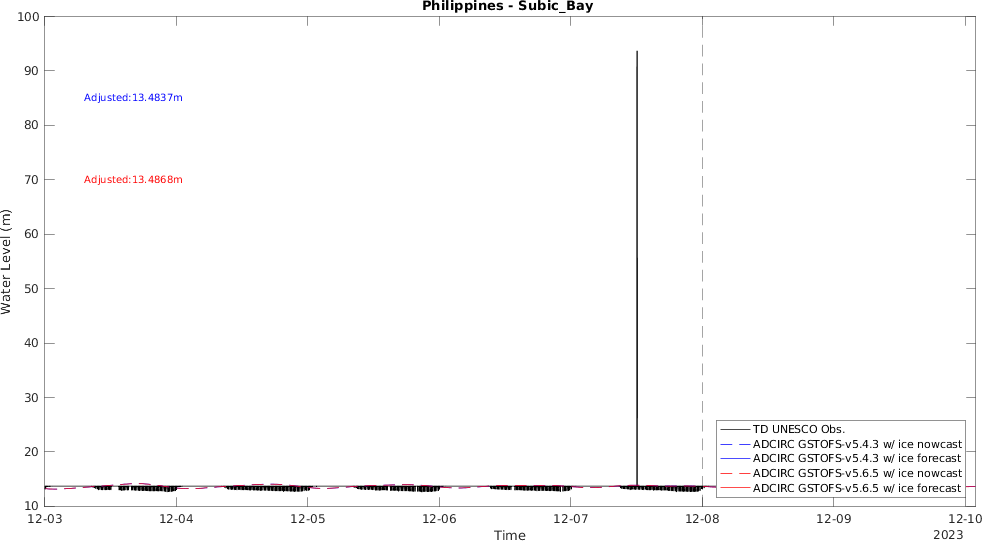 Philippines - Subic_Bay
100
90
80
70
60
50
40
30
20
10
Water Level (m)
Adjusted:13.4837m
Adjusted:13.4868m
TD UNESCO Obs.
ADCIRC GSTOFS-v5.4.3 w/ ice nowcast
ADCIRC GSTOFS-v5.4.3 w/ ice forecast
ADCIRC GSTOFS-v5.6.5 w/ ice nowcast
ADCIRC GSTOFS-v5.6.5 w/ ice forecast
12-03 12-04 12-05 12-06 12-07 12-08 12-09 12-10
Time
2023